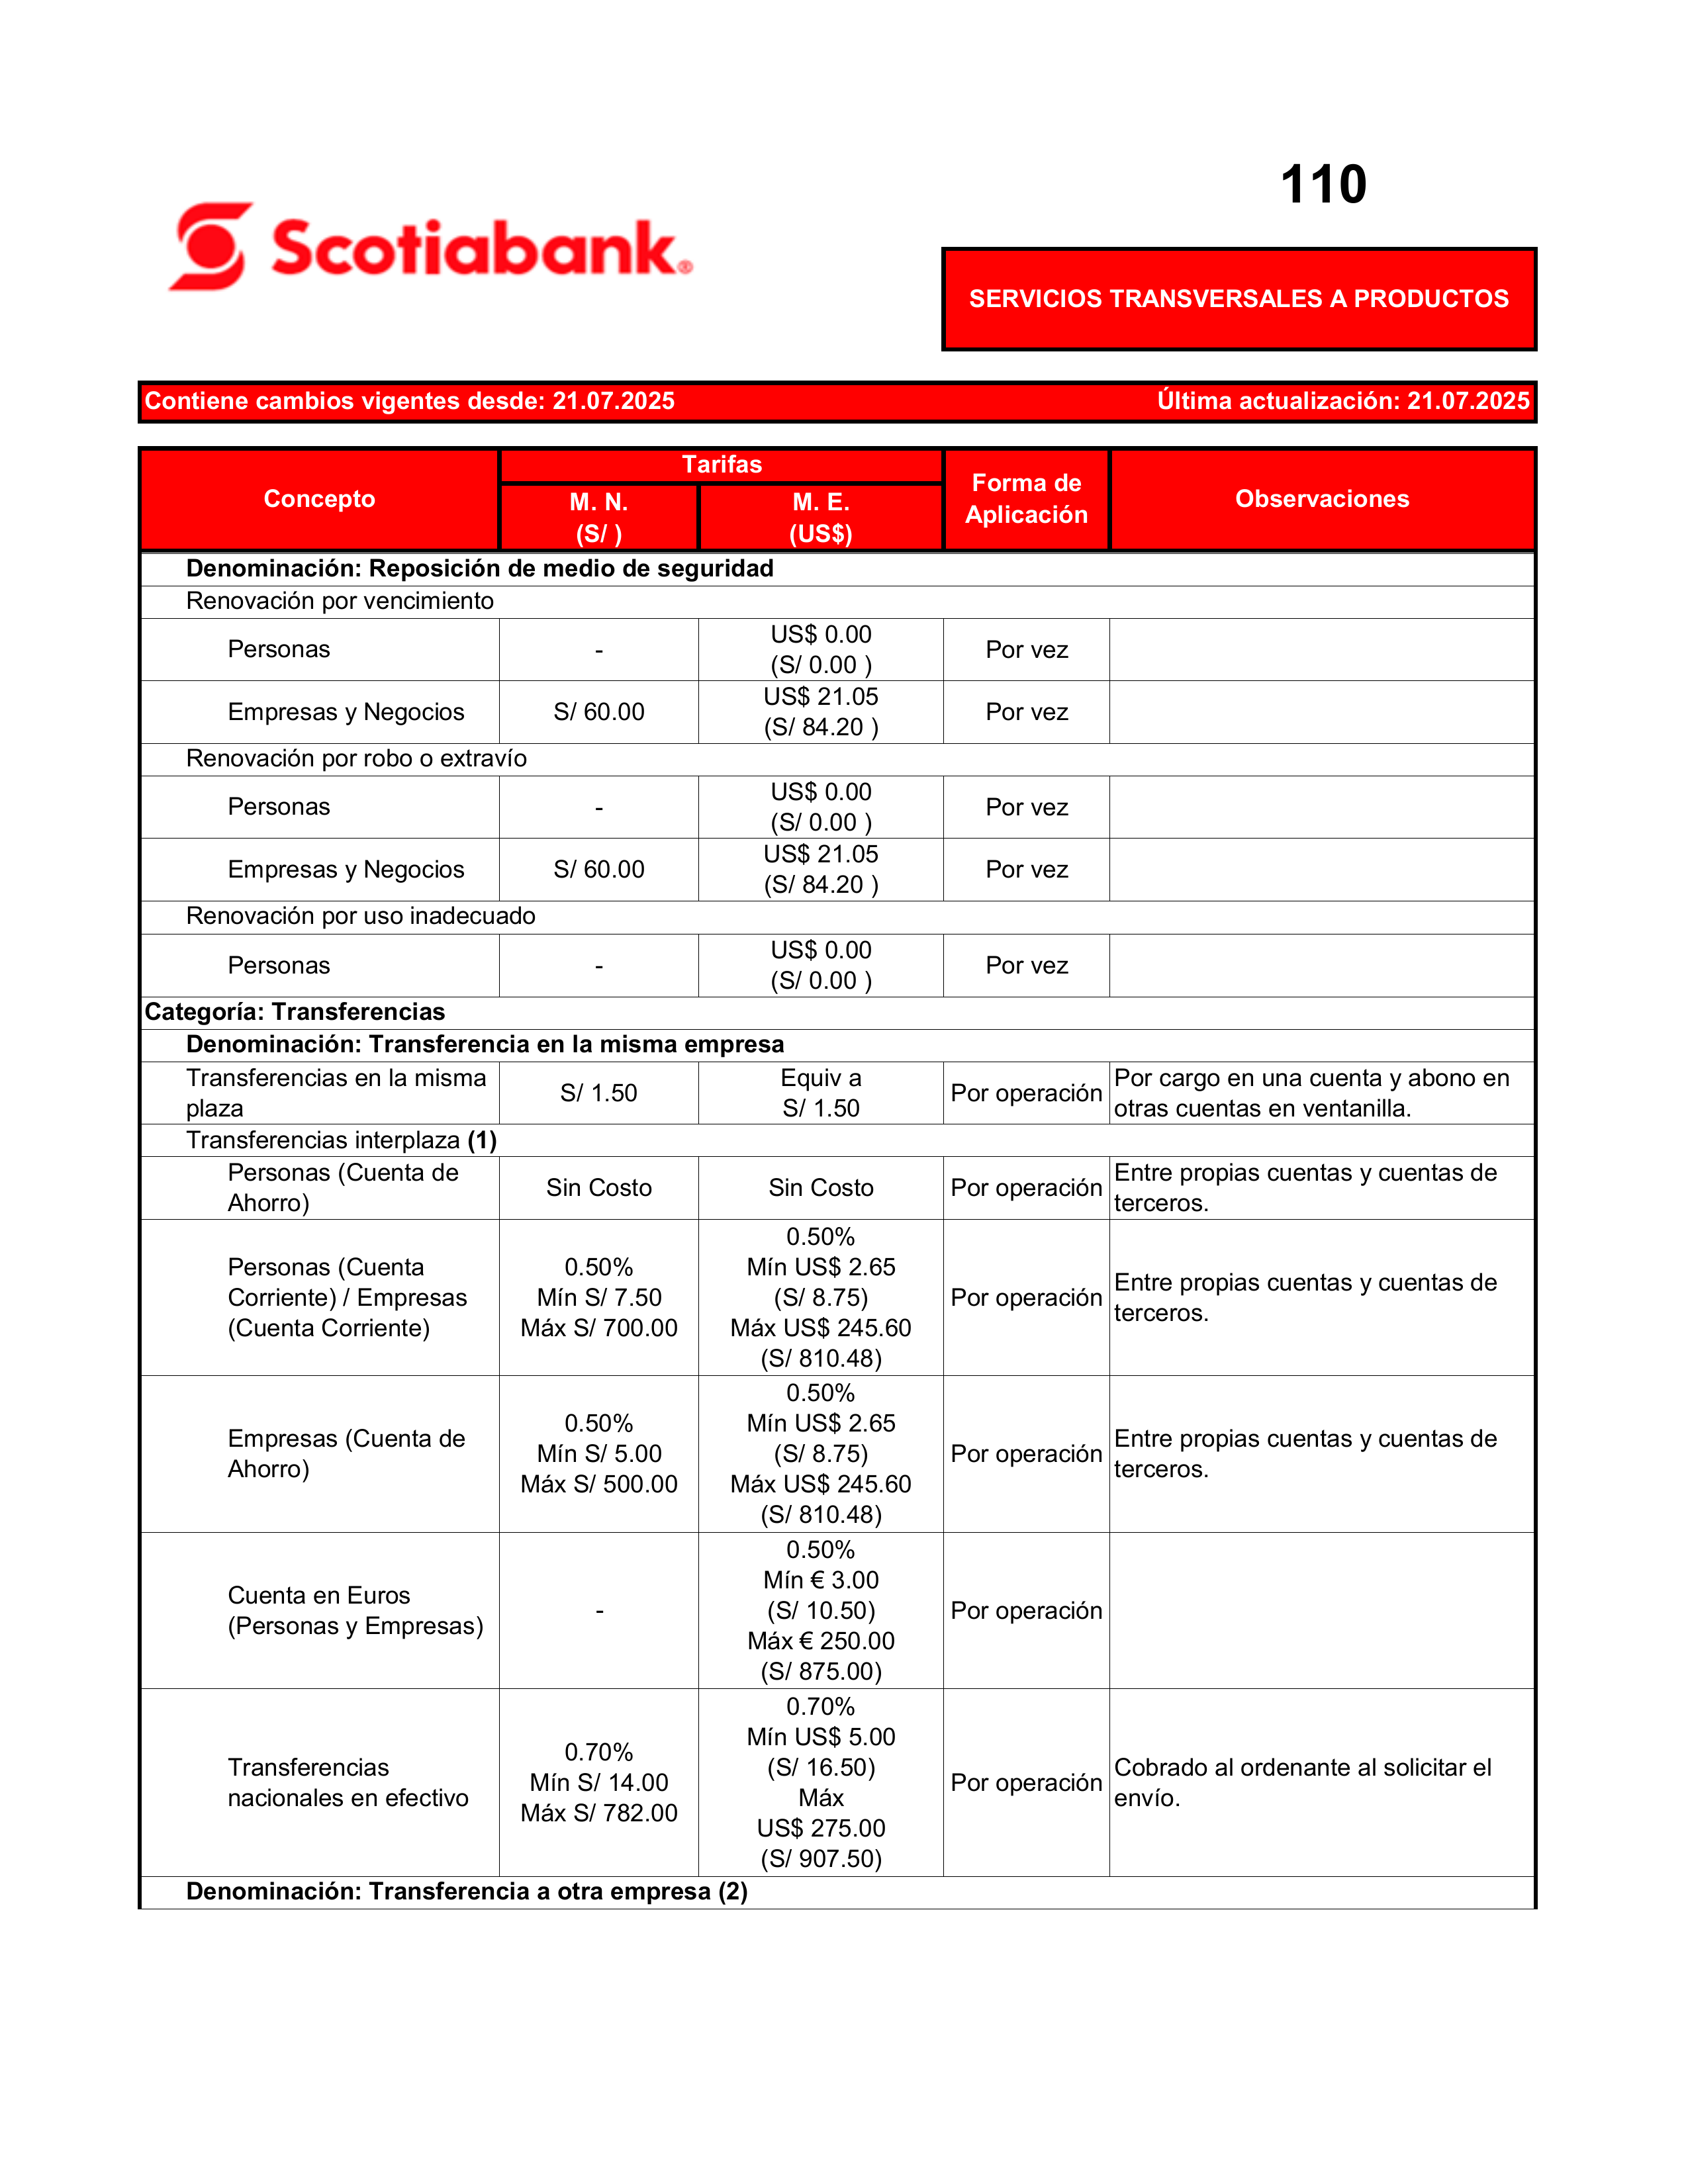 110
Scotiabank®
SERVICIOS TRANSVERSALES A PRODUCTOS
Contiene cambios vigentes desde: 21.07.2025 Última actualización: 21.07.2025
Concepto
Tarifas
M. N.
(S/ )
M. E.
(US$)
Forma de
Aplicación
Observaciones
Denominación: Reposición de medio de seguridad
Renovación por vencimiento
Personas
-
US$ 0.00
(S/ 0.00 )
Por vez
Empresas y Negocios
S/ 60.00
US$ 21.05
(S/ 84.20 )
Por vez
Renovación por robo o extravío
Personas
-
US$ 0.00
(S/ 0.00 )
Por vez
Empresas y Negocios
S/ 60.00
US$ 21.05
(S/ 84.20 )
Por vez
Renovación por uso inadecuado
Personas
-
US$ 0.00
(S/ 0.00 )
Por vez
Categoría: Transferencias
Denominación: Transferencia en la misma empresa
Transferencias en la misma
plaza
S/ 1.50
Equiv a
S/ 1.50
Por operación
Por cargo en una cuenta y abono en
otras cuentas en ventanilla.
Transferencias interplaza (1)
Personas (Cuenta de
Ahorro)
Sin Costo
Sin Costo
Por operación
Entre propias cuentas y cuentas de
terceros.
Personas (Cuenta
Corriente) / Empresas
(Cuenta Corriente)
0.50%
Mín S/ 7.50
Máx S/ 700.00
0.50%
Mín US$ 2.65
(S/ 8.75)
Máx US$ 245.60
(S/ 810.48)
Por operación
Entre propias cuentas y cuentas de
terceros.
Empresas (Cuenta de
Ahorro)
0.50%
Mín S/ 5.00
Máx S/ 500.00
0.50%
Mín US$ 2.65
(S/ 8.75)
Máx US$ 245.60
(S/ 810.48)
Por operación
Entre propias cuentas y cuentas de
terceros.
Cuenta en Euros
(Personas y Empresas)
-
0.50%
Mín € 3.00
(S/ 10.50)
Máx € 250.00
(S/ 875.00)
Por operación
Transferencias
nacionales en efectivo
0.70%
Mín S/ 14.00
Máx S/ 782.00
0.70%
Mín US$ 5.00
(S/ 16.50)
Máx
US$ 275.00
(S/ 907.50)
Por operación
Cobrado al ordenante al solicitar el
envío.
Denominación: Transferencia a otra empresa (2)